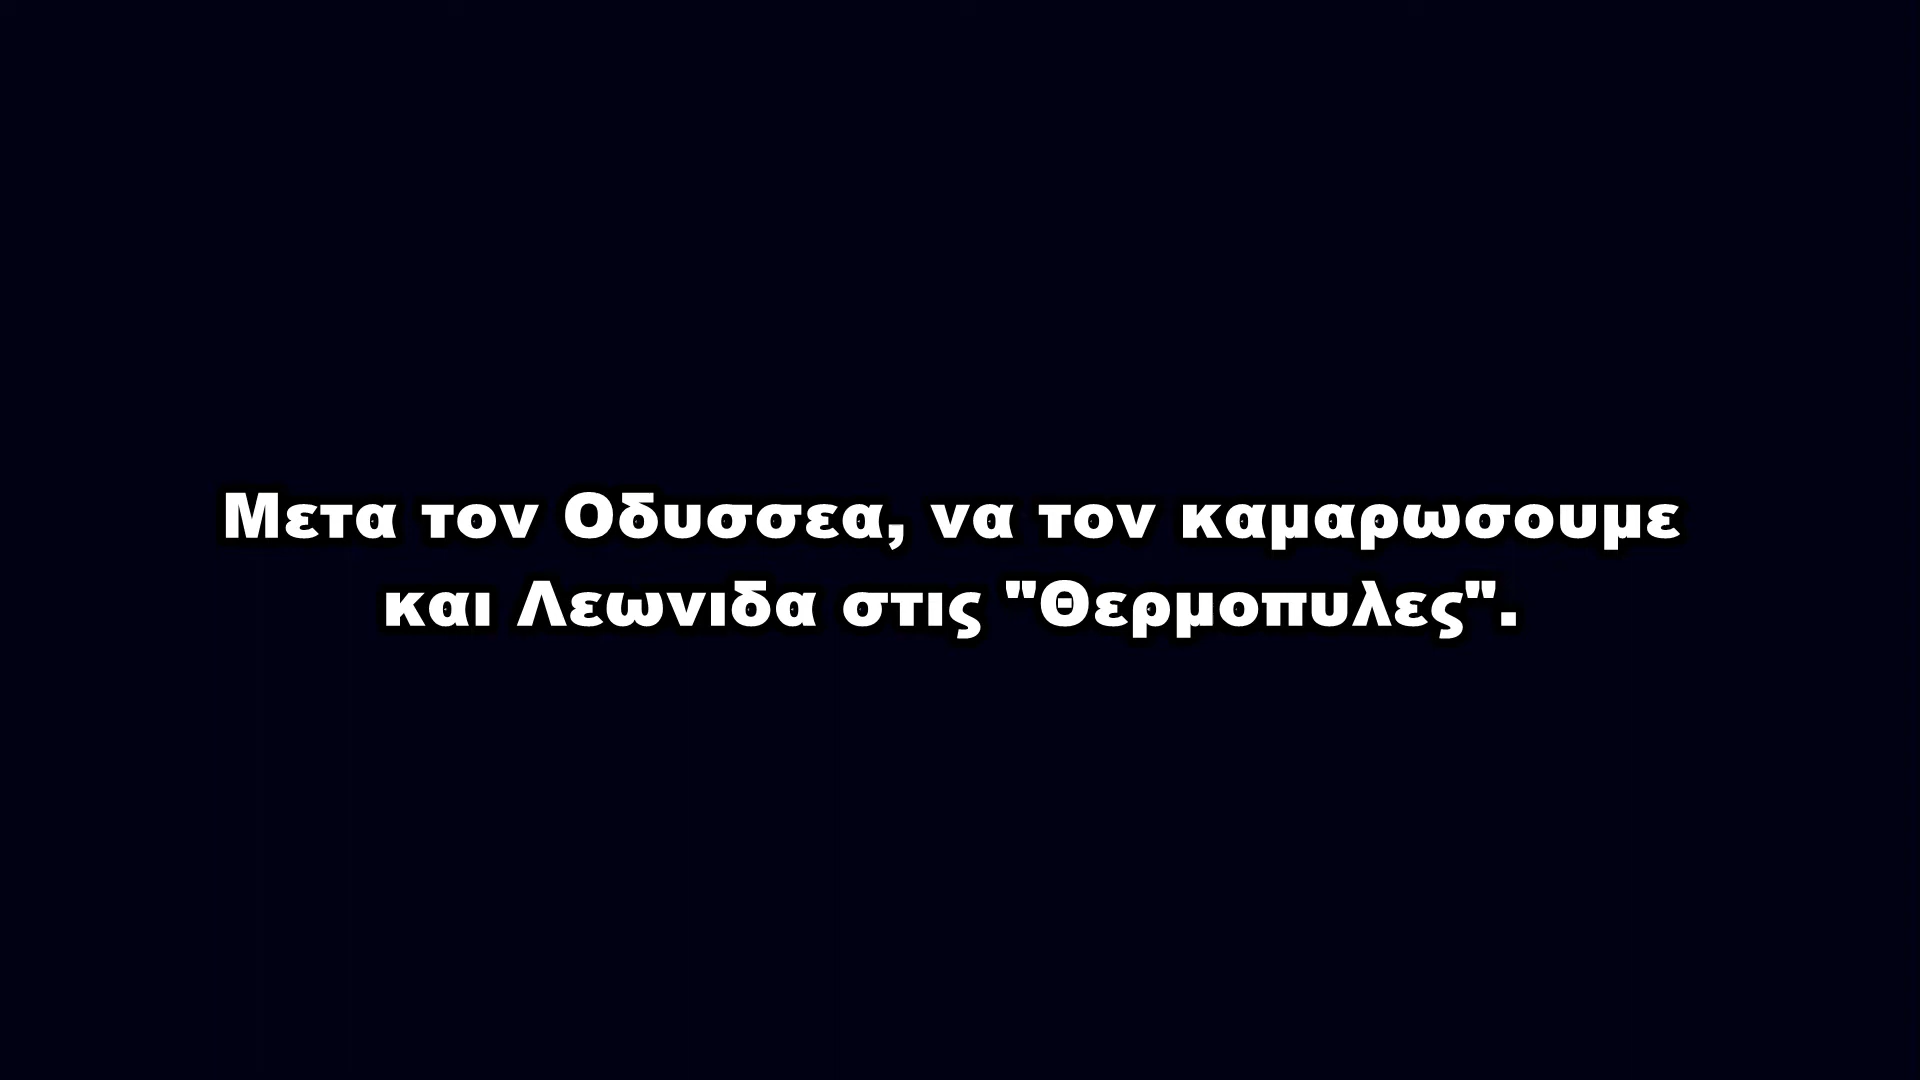 Μετα τον Οδυσσεα, να τον καμαρωσουμε
και Λεωνιδα στις "Θερμοπυλες".